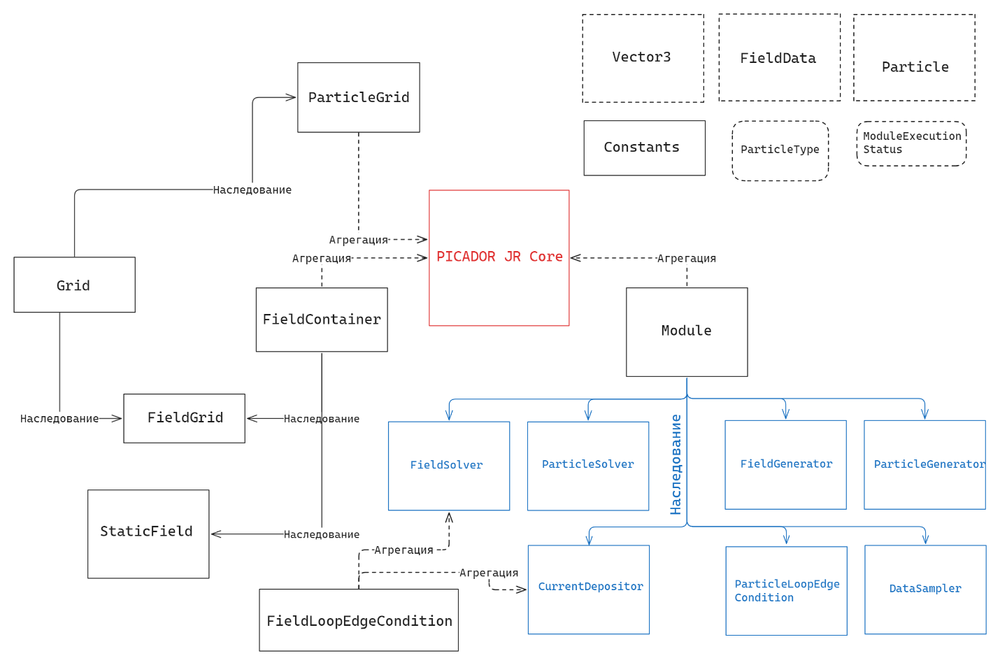 Vector3
FieldData
Particle
ParticleGrid
Constants
ParticleType
ModuleExecution
Status
Наследование
Агрегация
Агрегация
PICADOR JR Core
Агрегация
Grid
FieldContainer
Module
Наследование
FieldGrid
Наследование
Наследование
FieldSolver
ParticleSolver
FieldGenerator
ParticleGenerator
StaticField
Наследование
Агрегация
Агрегация
CurrentDepositor
ParticleLoopEdge
Condition
DataSampler
FieldLoopEdgeCondition